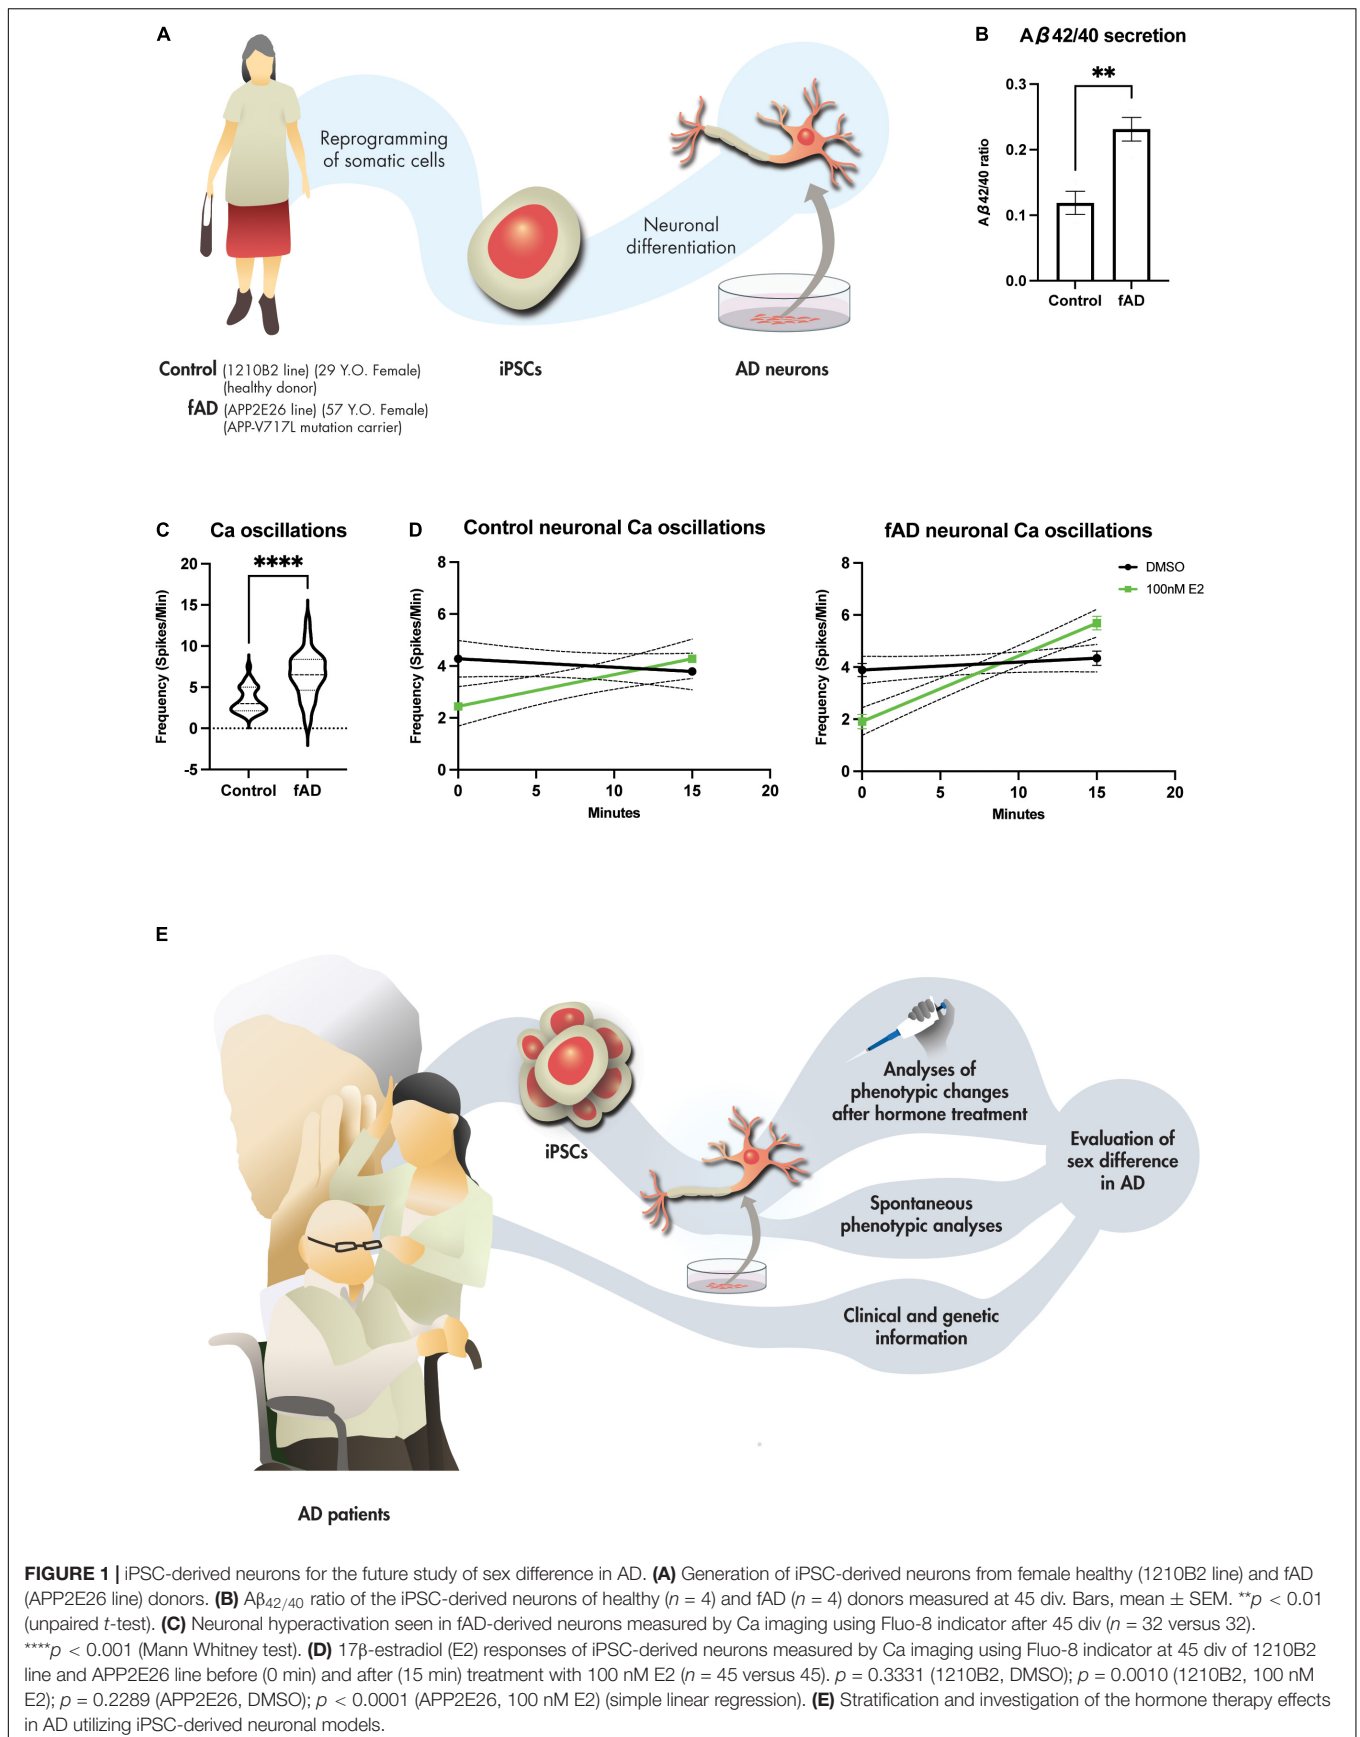 A
Reprogramming
of somatic cells
Neuronal
differentiation
Control (1210B2 line) (29 Y.O. Female)
(healthy donor)
fAD (APP2E26 line) (57 Y.O. Female)
(APP-V717L mutation carrier)
iPSCs
AD neurons
B
Aβ42/40 secretion
**
Aβ42/40 ratio
0.3
0.2
0.1
0.0
Control
fAD
C
Ca oscillations
****
Frequency (Spikes/Min)
20
15
10
5
0
-5
Control
fAD
D
Control neuronal Ca oscillations
Frequency (Spikes/Min)
8
6
4
2
0
0 5 10 15 20
Minutes
fAD neuronal Ca oscillations
Frequency (Spikes/Min)
8
6
4
2
0
0 5 10 15 20
Minutes
DMSO
100nM E2
E
iPSCs
Analyses of
phenotypic changes
after hormone treatment
Spontaneous
phenotypic analyses
Clinical and genetic
information
Evaluation of
sex difference
in AD
AD patients
FIGURE 1 | iPSC-derived neurons for the future study of sex difference in AD. (A) Generation of iPSC-derived neurons from female healthy (1210B2 line) and fAD
(APP2E26 line) donors. (B) Aβ42/40 ratio of the iPSC-derived neurons of healthy (n = 4) and fAD (n = 4) donors measured at 45 div. Bars, mean ± SEM. **p < 0.01
(unpaired t-test). (C) Neuronal hyperactivation seen in fAD-derived neurons measured by Ca imaging using Fluo-8 indicator after 45 div (n = 32 versus 32).
****p < 0.001 (Mann Whitney test). (D) 17β-estradiol (E2) responses of iPSC-derived neurons measured by Ca imaging using Fluo-8 indicator at 45 div of 1210B2
line and APP2E26 line before (0 min) and after (15 min) treatment with 100 nM E2 (n = 45 versus 45). p = 0.3331 (1210B2, DMSO); p = 0.0010 (1210B2, 100 nM
E2); p = 0.2289 (APP2E26, DMSO); p < 0.0001 (APP2E26, 100 nM E2) (simple linear regression). (E) Stratification and investigation of the hormone therapy effects
in AD utilizing iPSC-derived neuronal models.